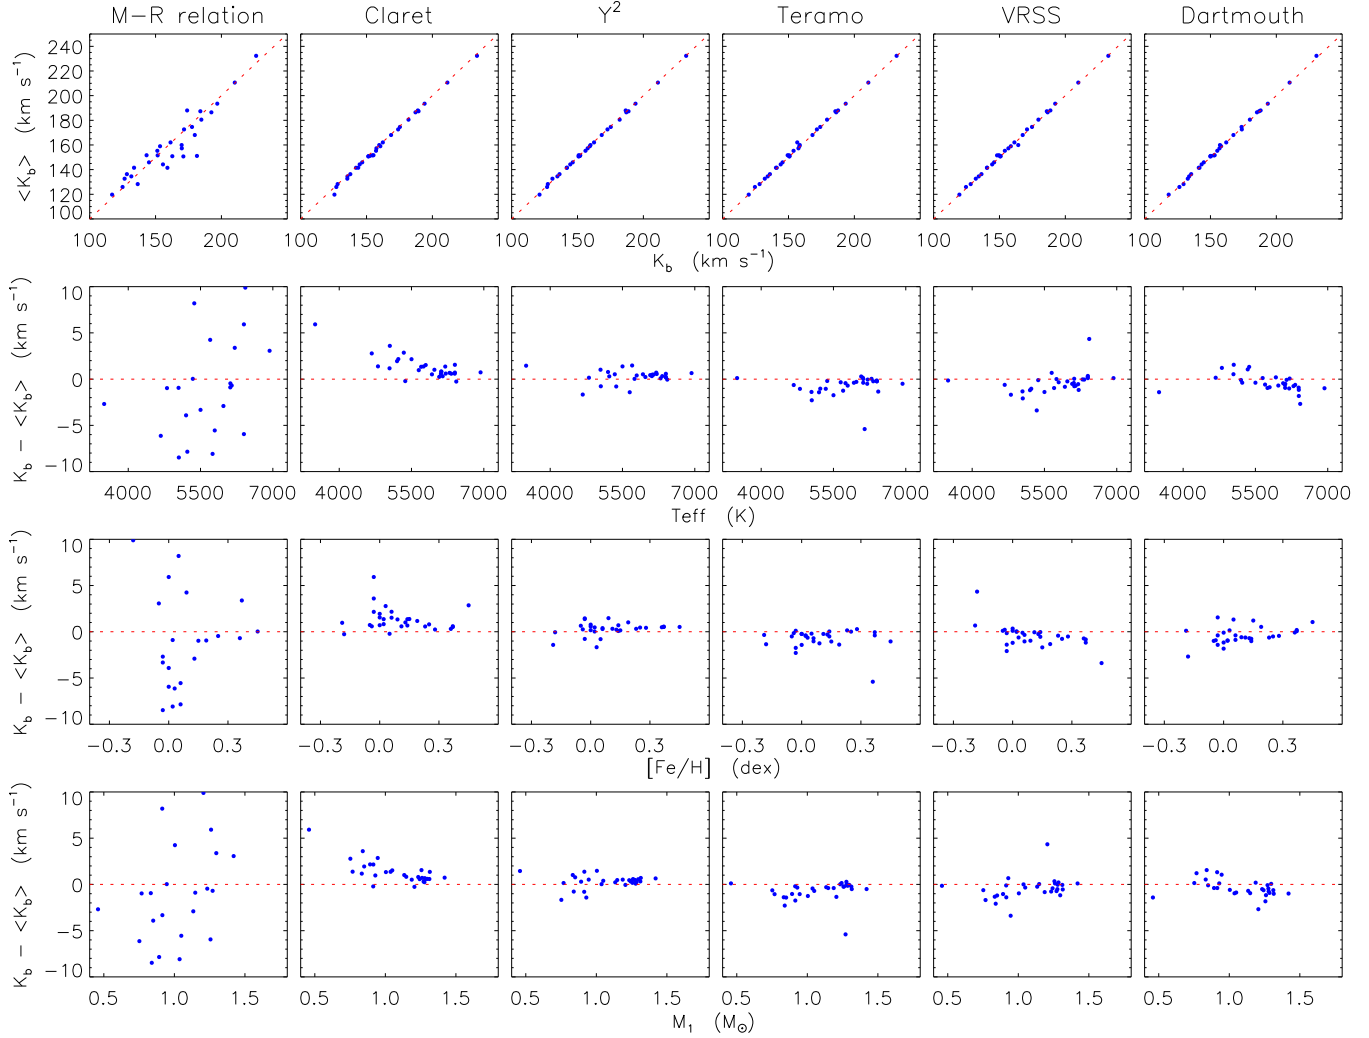 M−R relation Claret Y² Teramo VRSS Dartmouth
<K_b> (km s⁻¹)
240
220
200
180
160
140
120
100
100 150 200 100 150 200 100 150 200 100 150 200 100 150 200 100 150 200
K_b (km s⁻¹)
K_b − <K_b> (km s⁻¹)
10
5
0
−5
−10
4000 5500 7000 4000 5500 7000 4000 5500 7000 4000 5500 7000 4000 5500 7000 4000 5500 7000
Teff (K)
K_b − <K_b> (km s⁻¹)
10
5
0
−5
−10
−0.3 0.0 0.3 −0.3 0.0 0.3 −0.3 0.0 0.3 −0.3 0.0 0.3 −0.3 0.0 0.3 −0.3 0.0 0.3
[Fe/H] (dex)
K_b − <K_b> (km s⁻¹)
10
5
0
−5
−10
0.5 1.0 1.5 0.5 1.0 1.5 0.5 1.0 1.5 0.5 1.0 1.5 0.5 1.0 1.5 0.5 1.0 1.5
M₁ (M☉)